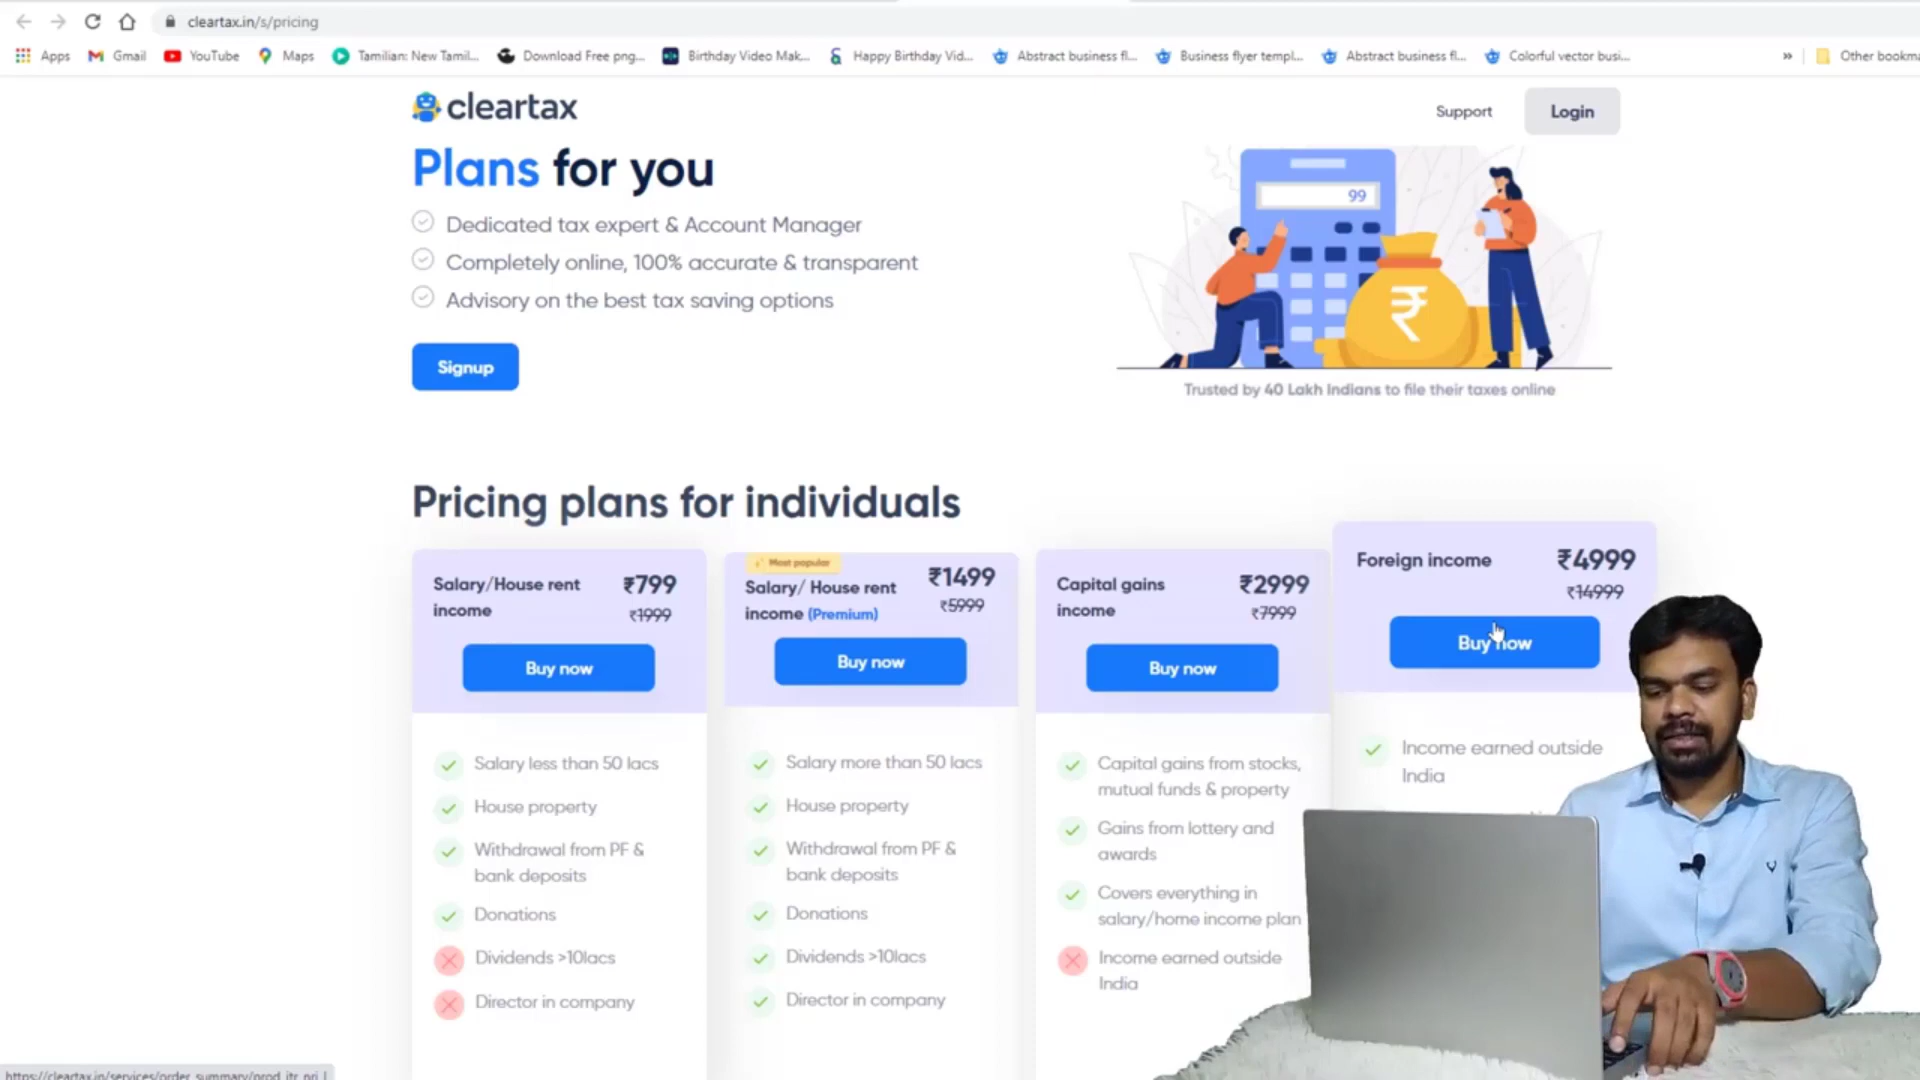 cleartax.in/s/pricing
Apps
Gmail
YouTube
Maps
Tamilian: New Tamil...
Download Free png...
Birthday Video Mak...
Happy Birthday Vid...
Abstract business fl...
Business flyer templ...
Abstract business fl...
Colorful vector busi...
»
Other bookma
cleartax
Support
Login
Plans for you
Dedicated tax expert & Account Manager
Completely online, 100% accurate & transparent
Advisory on the best tax saving options
Signup
99
₹
Trusted by 40 Lakh Indians to file their taxes online
Pricing plans for individuals
Salary/House rent
income
₹799
₹1999
Buy now
Salary less than 50 lacs
House property
Withdrawal from PF &
bank deposits
Donations
Dividends >10lacs
Director in company
Most popular
Salary/ House rent
income (Premium)
₹1499
₹5999
Buy now
Salary more than 50 lacs
House property
Withdrawal from PF &
bank deposits
Donations
Dividends >10lacs
Director in company
Capital gains
income
₹2999
₹7999
Buy now
Capital gains from stocks,
mutual funds & property
Gains from lottery and
awards
Covers everything in
salary/home income plan
Income earned outside
India
Foreign income
₹4999
₹14999
Buy now
Income earned outside
India
https://cleartax.in/services/order_summary/prod_itr_nri_l